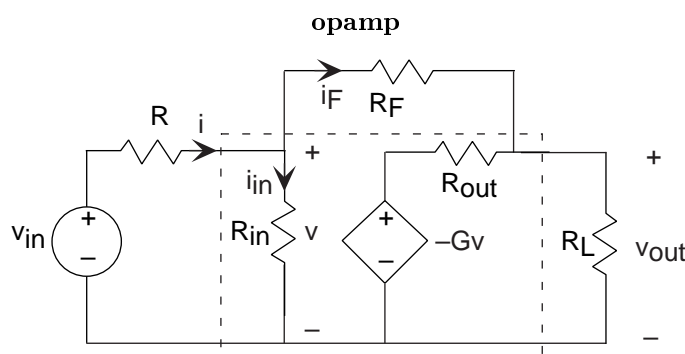 opamp
iF
RF
R
i
+
+
iin
Rout
vin
+
–
Rin
v
+
–
–Gv
RL
vout
–
–